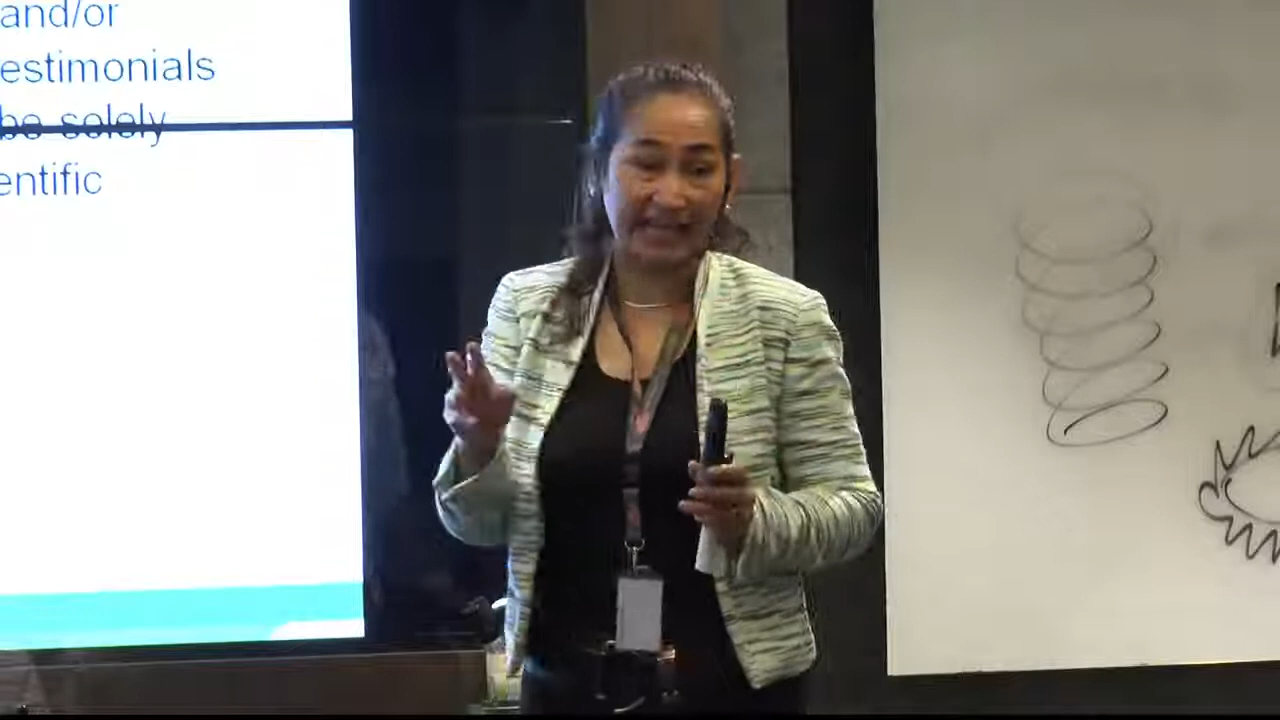 and/or
estimonials
be solely
entific